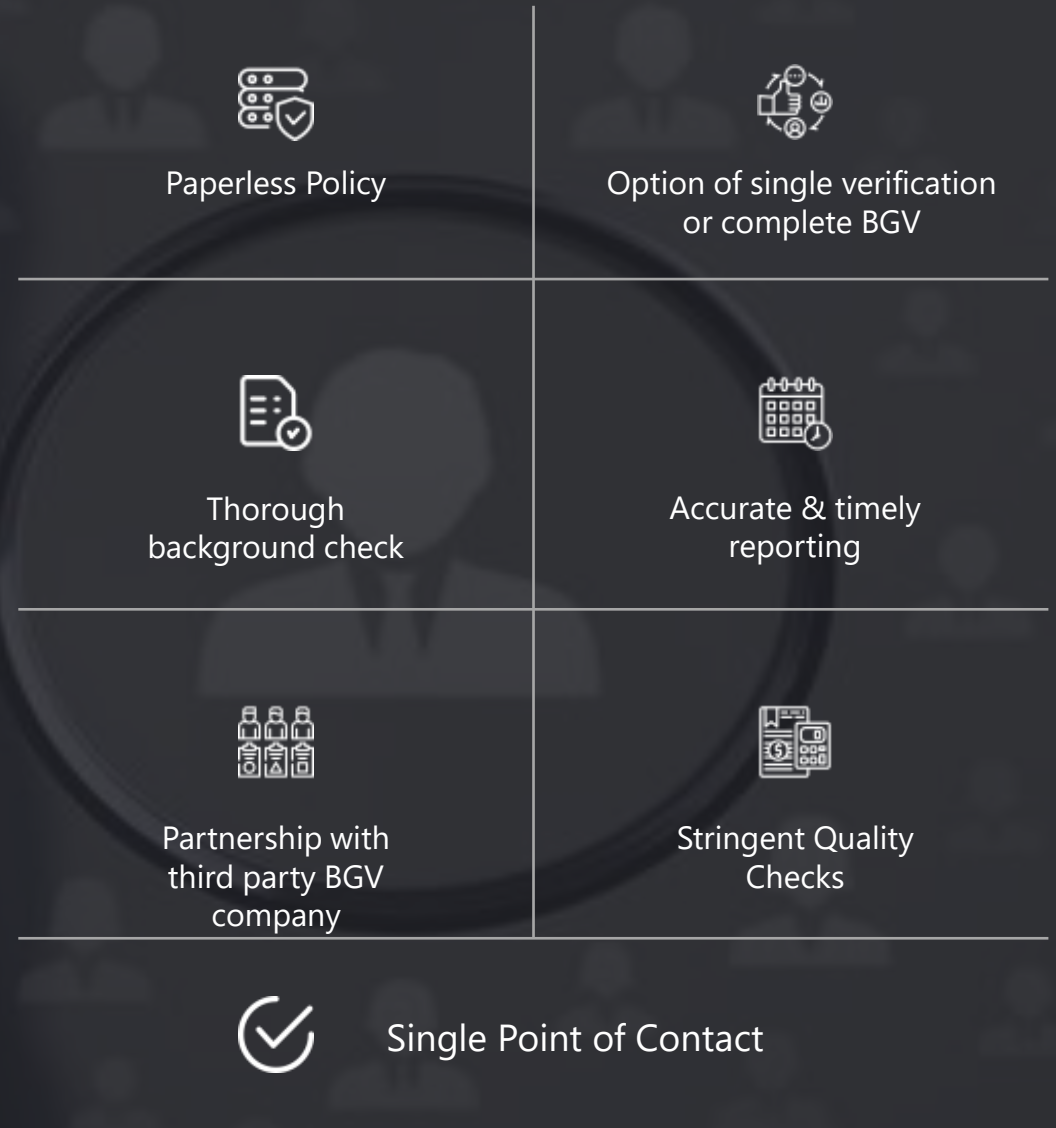 Paperless Policy
Option of single verification
or complete BGV
Thorough
background check
Accurate & timely
reporting
Partnership with
third party BGV
company
Stringent Quality
Checks
Single Point of Contact